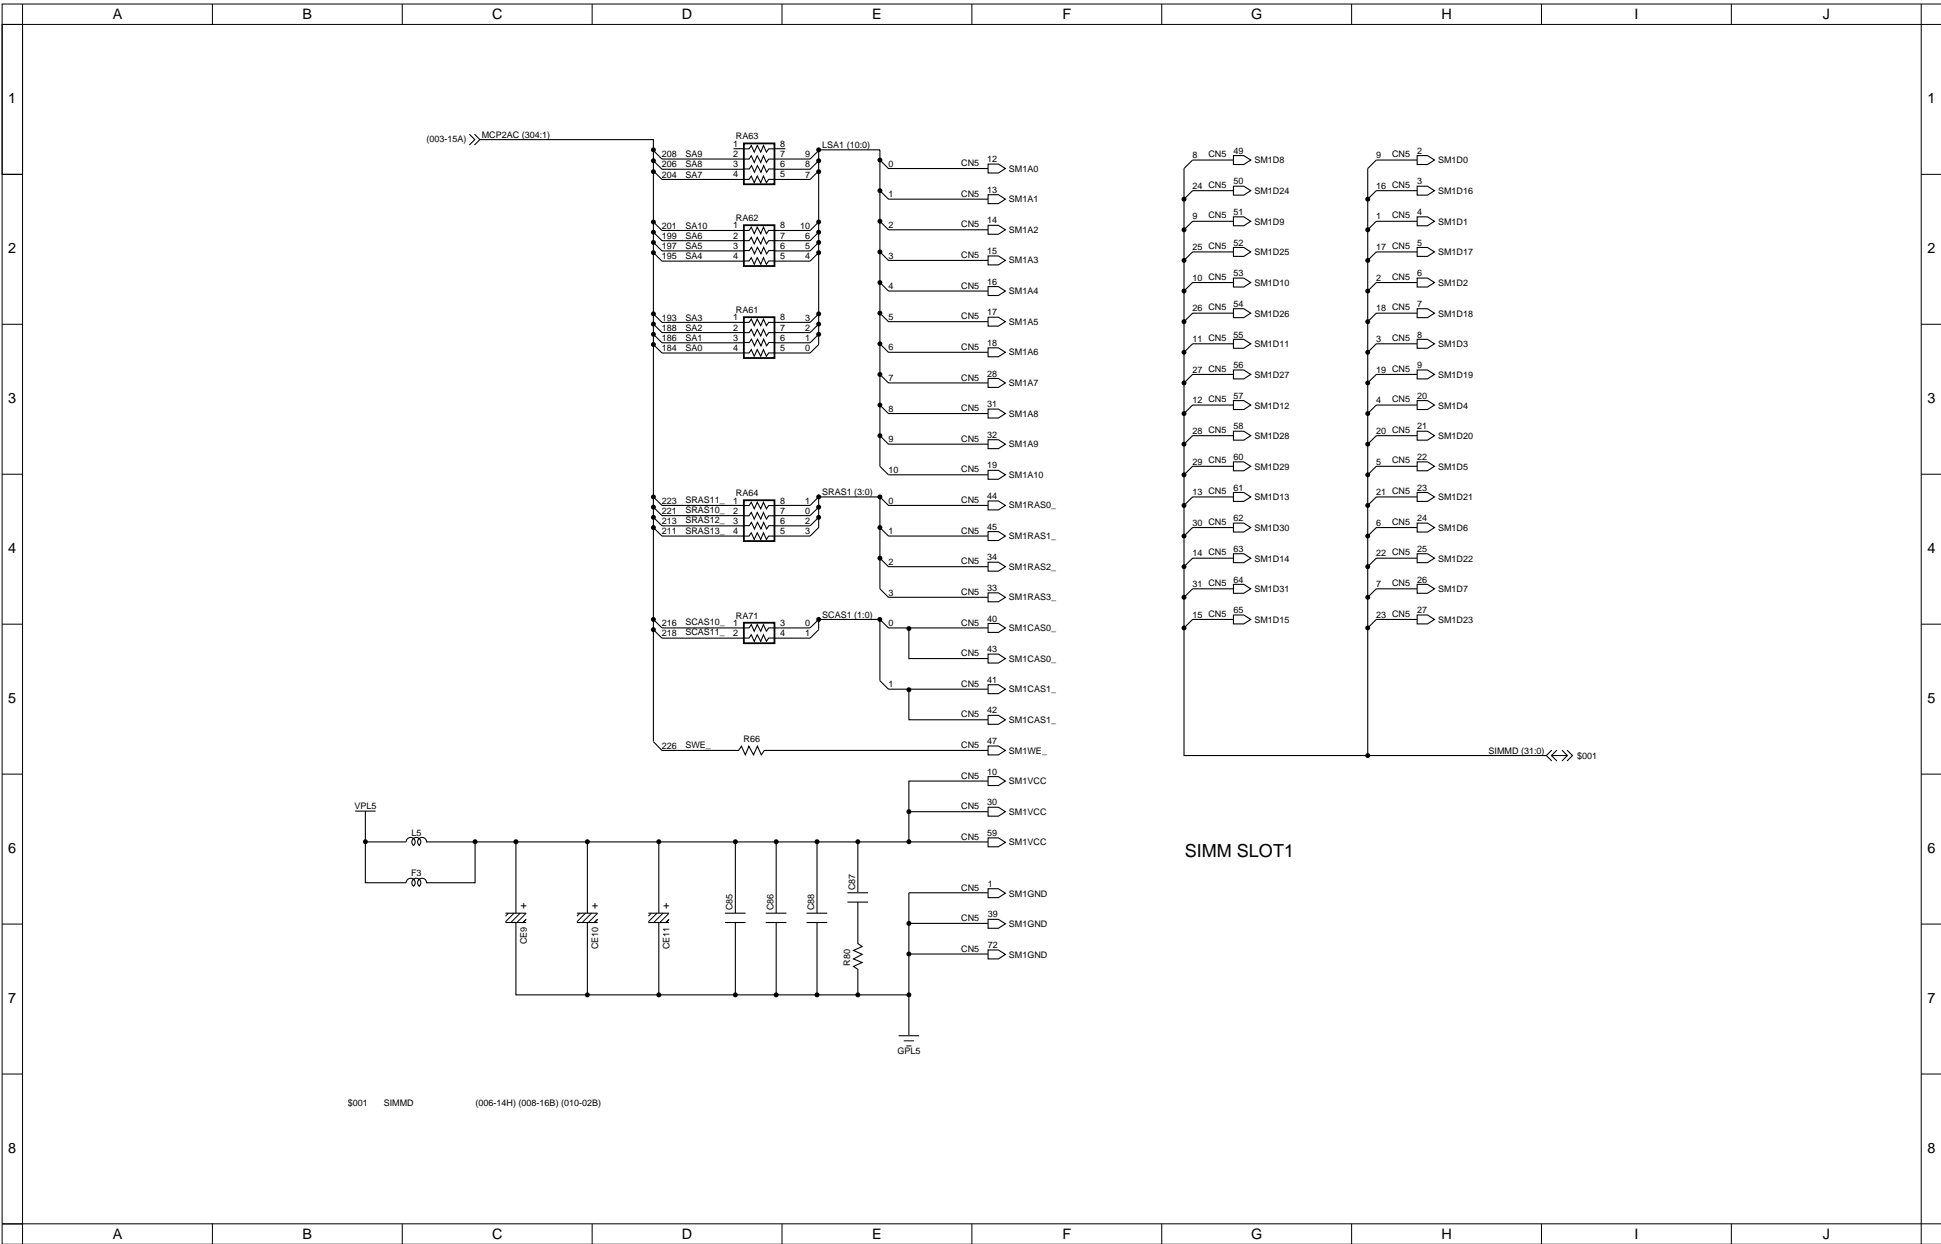 A B C D E F G H I J
1 1
2 2
3 3
4 4
5 5
6 6
7 7
8 8
(003-15A) MCP2AC (304:1)
RA63
1 8
208 SA9 2 7 9
206 SA8 3 6 8
204 SA7 4 5 7
LSA1 (10:0)
RA62
201 SA10 1 8 10
199 SA6 2 7 6
197 SA5 3 6 5
195 SA4 4 5 4
RA61
193 SA3 1 8 3
188 SA2 2 7 2
186 SA1 3 6 1
184 SA0 4 5 0
RA64
223 SRAS11_ 1 8 1
221 SRAS10_ 2 7 0
213 SRAS12_ 3 6 2
211 SRAS13_ 4 5 3
SRAS1 (3:0)
RA71
216 SCAS10_ 1 3 0
218 SCAS11_ 2 4 1
SCAS1 (1:0)
226 SWE_ R66
0 CN5 12 SM1A0
1 CN5 13 SM1A1
2 CN5 14 SM1A2
3 CN5 15 SM1A3
4 CN5 16 SM1A4
5 CN5 17 SM1A5
6 CN5 18 SM1A6
7 CN5 28 SM1A7
8 CN5 31 SM1A8
9 CN5 32 SM1A9
10 CN5 19 SM1A10
0 CN5 44 SM1RAS0_
1 CN5 45 SM1RAS1_
2 CN5 34 SM1RAS2_
3 CN5 33 SM1RAS3_
0 CN5 40 SM1CAS0_
CN5 43 SM1CAS0_
1 CN5 41 SM1CAS1_
CN5 42 SM1CAS1_
CN5 47 SM1WE_
CN5 10 SM1VCC
CN5 30 SM1VCC
CN5 59 SM1VCC
CN5 1 SM1GND
CN5 39 SM1GND
CN5 72 SM1GND
8 CN5 49 SM1D8
24 CN5 50 SM1D24
9 CN5 51 SM1D9
25 CN5 52 SM1D25
10 CN5 53 SM1D10
26 CN5 54 SM1D26
11 CN5 55 SM1D11
27 CN5 56 SM1D27
12 CN5 57 SM1D12
28 CN5 58 SM1D28
29 CN5 60 SM1D29
13 CN5 61 SM1D13
30 CN5 62 SM1D30
14 CN5 63 SM1D14
31 CN5 64 SM1D31
15 CN5 65 SM1D15
9 CN5 2 SM1D0
16 CN5 3 SM1D16
1 CN5 4 SM1D1
17 CN5 5 SM1D17
2 CN5 6 SM1D2
18 CN5 7 SM1D18
3 CN5 8 SM1D3
19 CN5 9 SM1D19
4 CN5 20 SM1D4
20 CN5 21 SM1D20
5 CN5 22 SM1D5
21 CN5 23 SM1D21
6 CN5 24 SM1D6
22 CN5 25 SM1D22
7 CN5 26 SM1D7
23 CN5 27 SM1D23
SIMMD (31:0) $001
VPL5
L5
F3
CE9 +
CE10 +
CE11 +
C85
C86
C88
C87
R80
GPL5
SIMM SLOT1
$001 SIMMD (006-14H) (008-16B) (010-02B)
A B C D E F G H I J